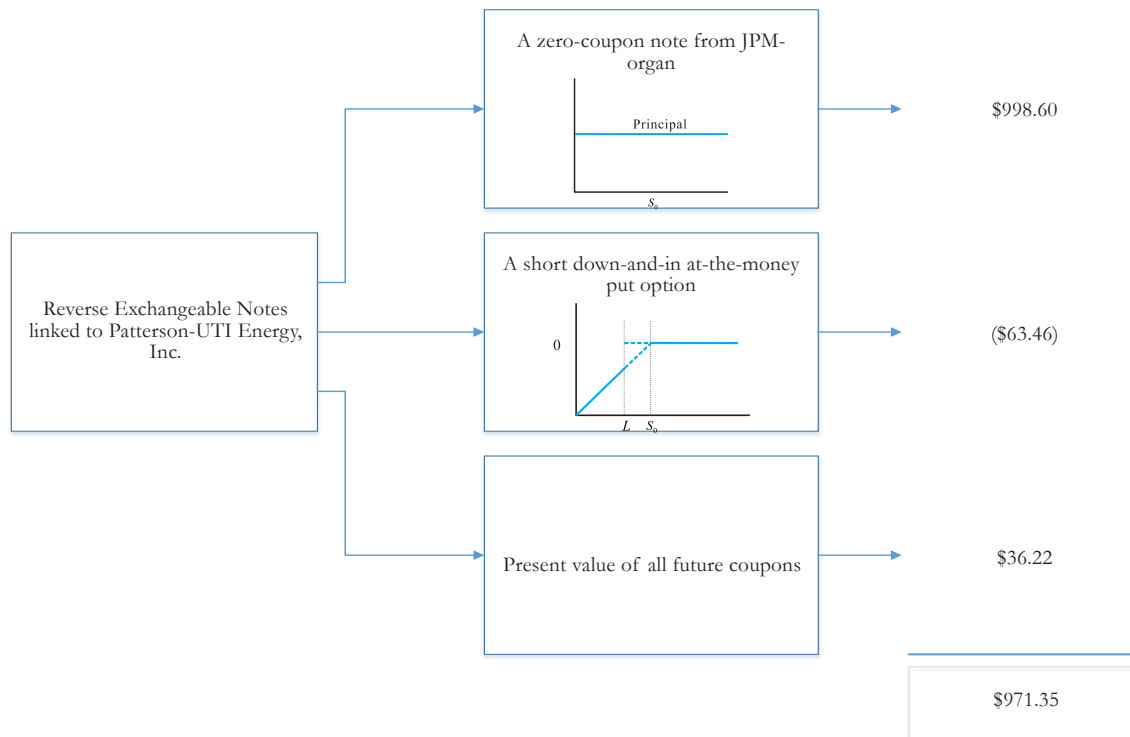 A zero-coupon note from JPM-
organ
Principal
S₀
$998.60
Reverse Exchangeable Notes
linked to Patterson-UTI Energy,
Inc.
A short down-and-in at-the-money
put option
0
L S₀
($63.46)
Present value of all future coupons
$36.22
$971.35